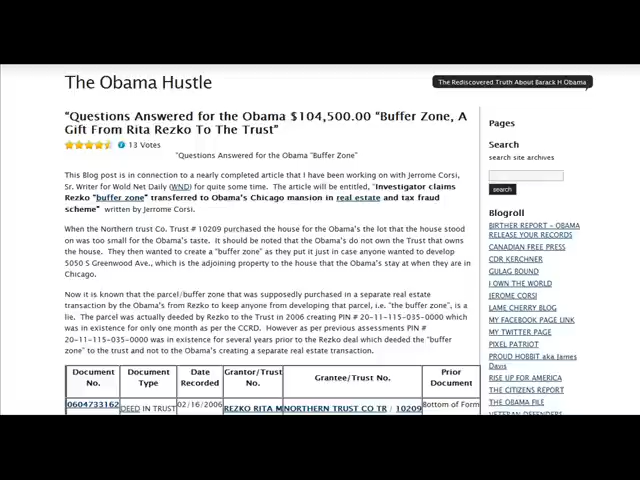 The Obama Hustle
The Rediscovered Truth About Barack H Obama
"Questions Answered for the Obama $104,500.00 "Buffer Zone, A
Gift From Rita Rezko To The Trust"
13 Votes
"Questions Answered for the Obama "Buffer Zone"
This Blog post is in connection to a nearly completed article that I have been working on with Jerome Corsi,
Sr. Writer for Wold Net Daily (WND) for quite some time. The article will be entitled, "Investigator claims
Rezko "buffer zone" transferred to Obama's Chicago mansion in real estate and tax fraud
scheme" written by Jerome Corsi.
When the Northern trust Co. Trust # 10209 purchased the house for the Obama's the lot that the house stood
on was too small for the Obama's taste. It should be noted that the Obama's do not own the Trust that owns
the house. They then wanted to create a "buffer zone" as they put it just in case anyone wanted to develop
5050 S Greenwood Ave., which is the adjoining property to the house that the Obama's stay at when they are in
Chicago.
Now it is known that the parcel/buffer zone that was supposedly purchased in a separate real estate
transaction by the Obama's from Rezko to keep anyone from developing that parcel, i.e. "the buffer zone", is a
lie. The parcel was actually deeded by Rezko to the Trust in 2006 creating PIN # 20-11-115-035-0000 which
was in existence for only one month as per the CCRD. However as per previous assessments PIN #
20-11-115-035-0000 was in existence for several years prior to the Rezko deal which deeded the "buffer
zone" to the trust and not to the Obama's creating a separate real estate transaction.
Document No. Document Type Date Recorded Grantor/Trust No. Grantee/Trust No. Prior Document
0604733162 DEED IN TRUST 02/16/2006 REZKO RITA M NORTHERN TRUST CO TR / 10209 Bottom of Form
Pages
Search
search site archives
search
Blogroll
BIRTHER REPORT - OBAMA
RELEASE YOUR RECORDS
CANADIAN FREE PRESS
CDR KERCHNER
GULAG BOUND
I OWN THE WORLD
JEROME CORSI
LAME CHERRY BLOG
MY FACEBOOK PAGE LINK
MY TWITTER PAGE
PIXEL PATRIOT
PROUD HOBBIT aka James
Davis
RISE UP FOR AMERICA
THE CITIZENS REPORT
THE OBAMA FILE
VETERAN DEFENDERS